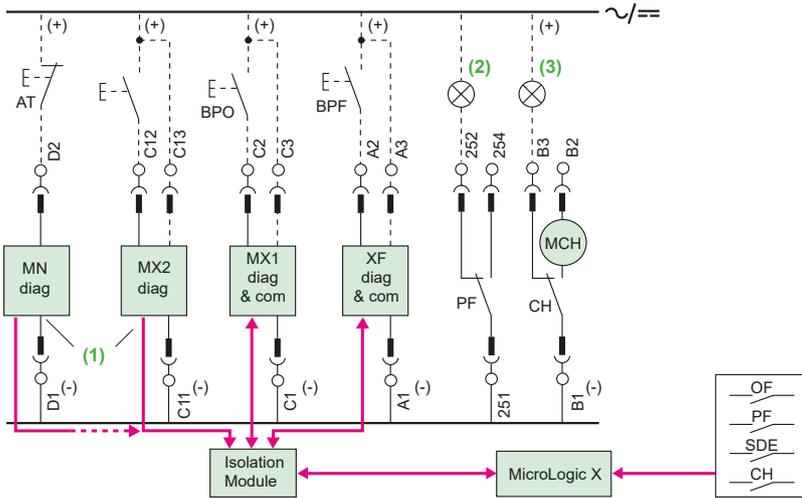 (+) (+) (+) (+) (+) ~/==
(2) (3)
AT BPO BPF
D2 C12 C13 C2 C3 A2 A3 252 254 B3 B2
MCH
MN diag
MX2 diag
MX1 diag & com
XF diag & com
PF CH
(1)
D1 (-) C11 (-) C1 (-) A1 (-) 251 B1 (-)
OF
PF
SDE
CH
Isolation Module
MicroLogic X